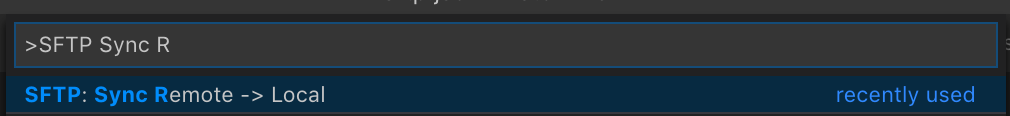 >SFTP Sync R
SFTP: Sync Remote -> Local recently used